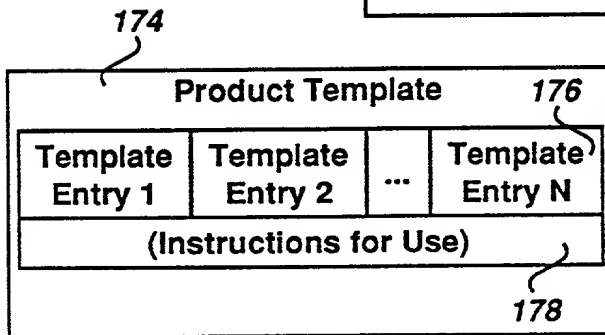 174
Product Template 176
Template Template ... Template
Entry 1 Entry 2 Entry N
(Instructions for Use)
178